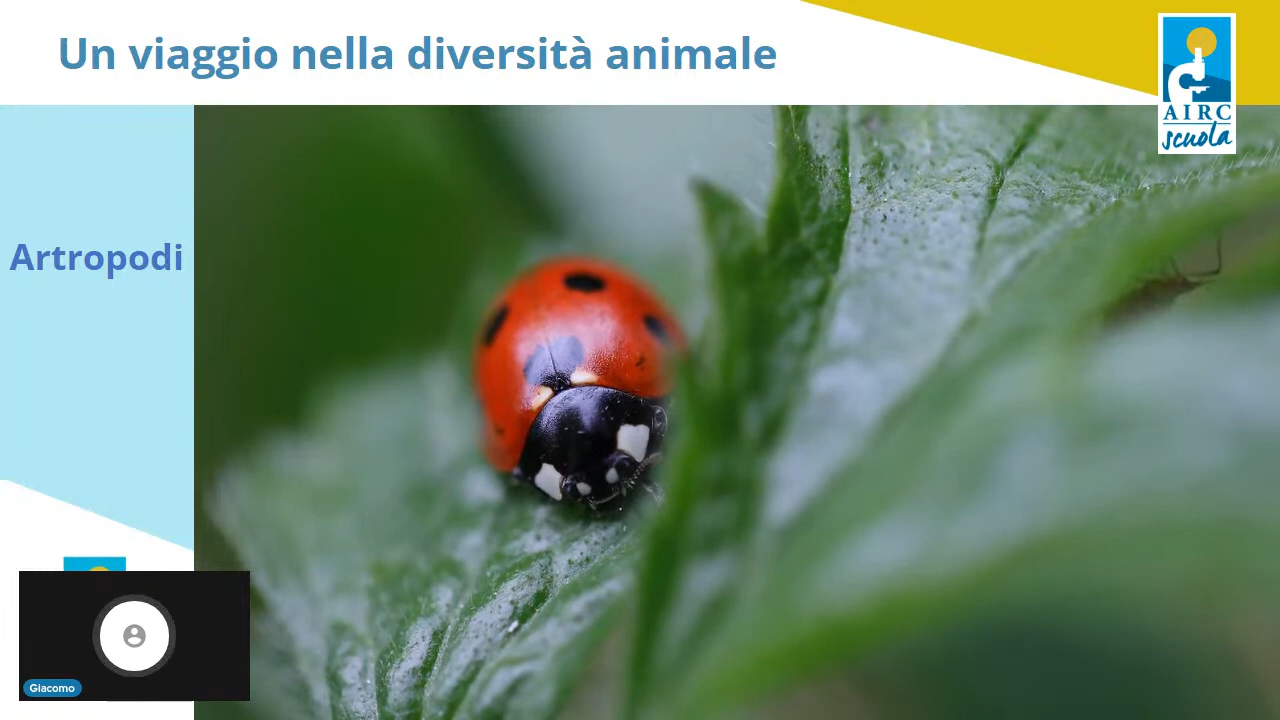 Un viaggio nella diversità animale
AIRC
scuola
Artropodi
Giacomo